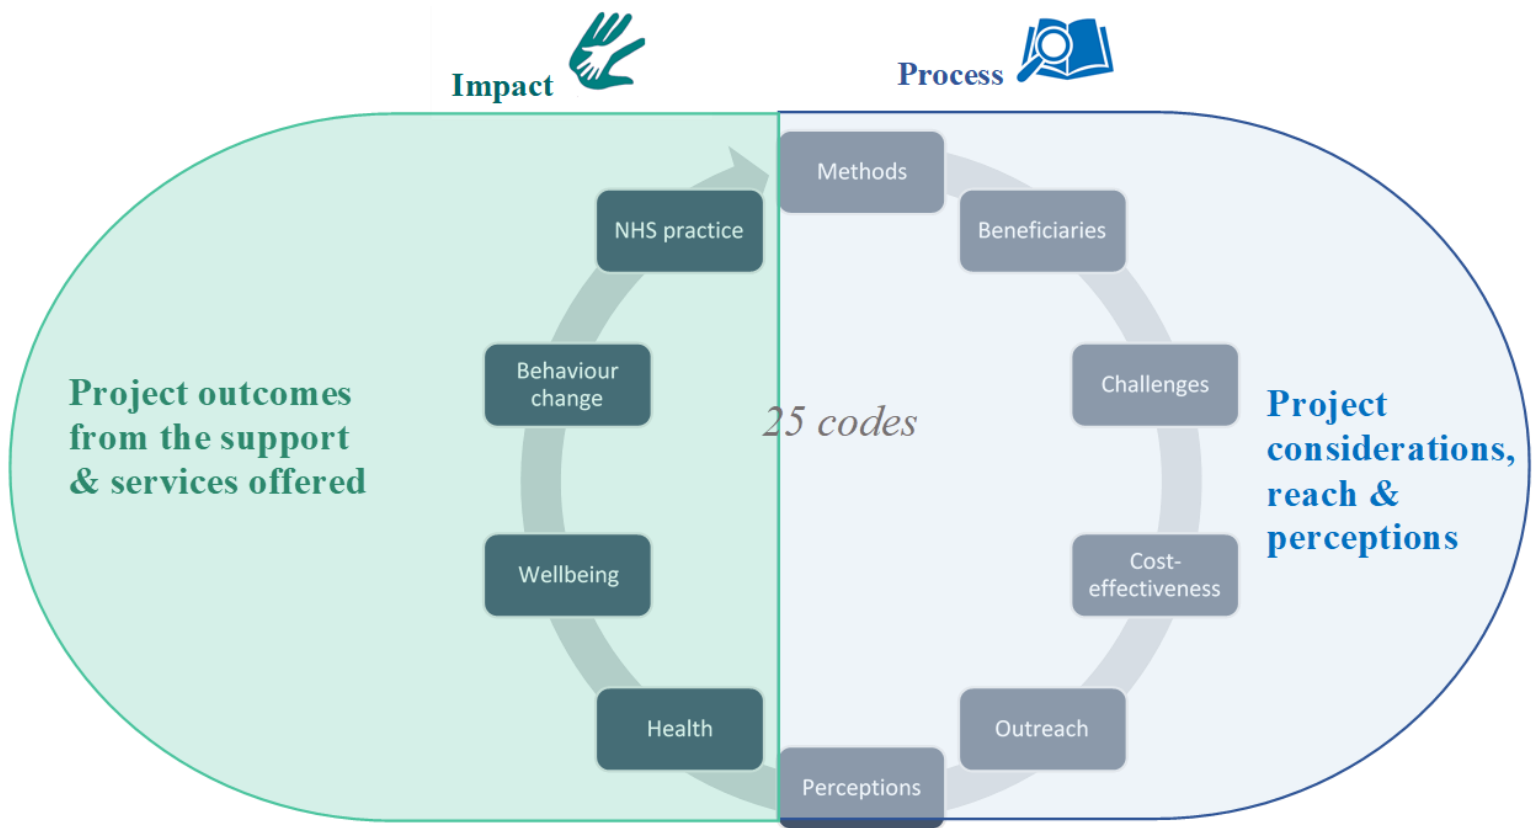 Impact
Process
Methods
NHS practice
Beneficiaries
Behaviour
change
Challenges
Project outcomes
from the support
& services offered
25 codes
Project
considerations,
reach &
perceptions
Wellbeing
Cost-
effectiveness
Health
Outreach
Perceptions